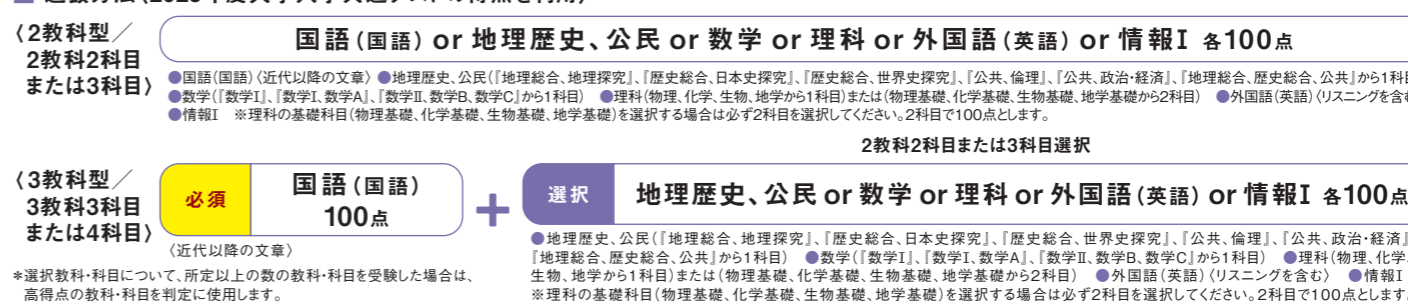 〈2教科型／
2教科2科目
または3科目〉
国語(国語) or 地理歴史、公民 or 数学 or 理科 or 外国語(英語) or 情報I 各100点
●国語(国語)〈近代以降の文章〉 ●地理歴史、公民(『地理総合、地理探究』、『歴史総合、日本史探究』、『歴史総合、世界史探究』、『公共、倫理』、『公共、政治・経済』、『地理総合、歴史総合、公共』から1科目
●数学(『数学I』、『数学I、数学A』、『数学II、数学B、数学C』から1科目) ●理科(物理、化学、生物、地学から1科目)または(物理基礎、化学基礎、生物基礎、地学基礎から2科目) ●外国語(英語)〈リスニングを含む
●情報I ※理科の基礎科目(物理基礎、化学基礎、生物基礎、地学基礎)を選択する場合は必ず2科目を選択してください。2科目で100点とします。
2教科2科目または3科目選択
〈3教科型／
3教科3科目
または4科目〉
必須
国語(国語)
100点
〈近代以降の文章〉
+
選択
地理歴史、公民 or 数学 or 理科 or 外国語(英語) or 情報I 各100点
●地理歴史、公民(『地理総合、地理探究』、『歴史総合、日本史探究』、『歴史総合、世界史探究』、『公共、倫理』、『公共、政治・経済』
『地理総合、歴史総合、公共』から1科目) ●数学(『数学I』、『数学I、数学A』、『数学II、数学B、数学C』から1科目) ●理科(物理、化学、
生物、地学から1科目)または(物理基礎、化学基礎、生物基礎、地学基礎から2科目) ●外国語(英語)〈リスニングを含む〉 ●情報I
※理科の基礎科目(物理基礎、化学基礎、生物基礎、地学基礎)を選択する場合は必ず2科目を選択してください。2科目で100点とします。
*選択教科・科目について、所定以上の数の教科・科目を受験した場合は、
高得点の教科・科目を判定に使用します。